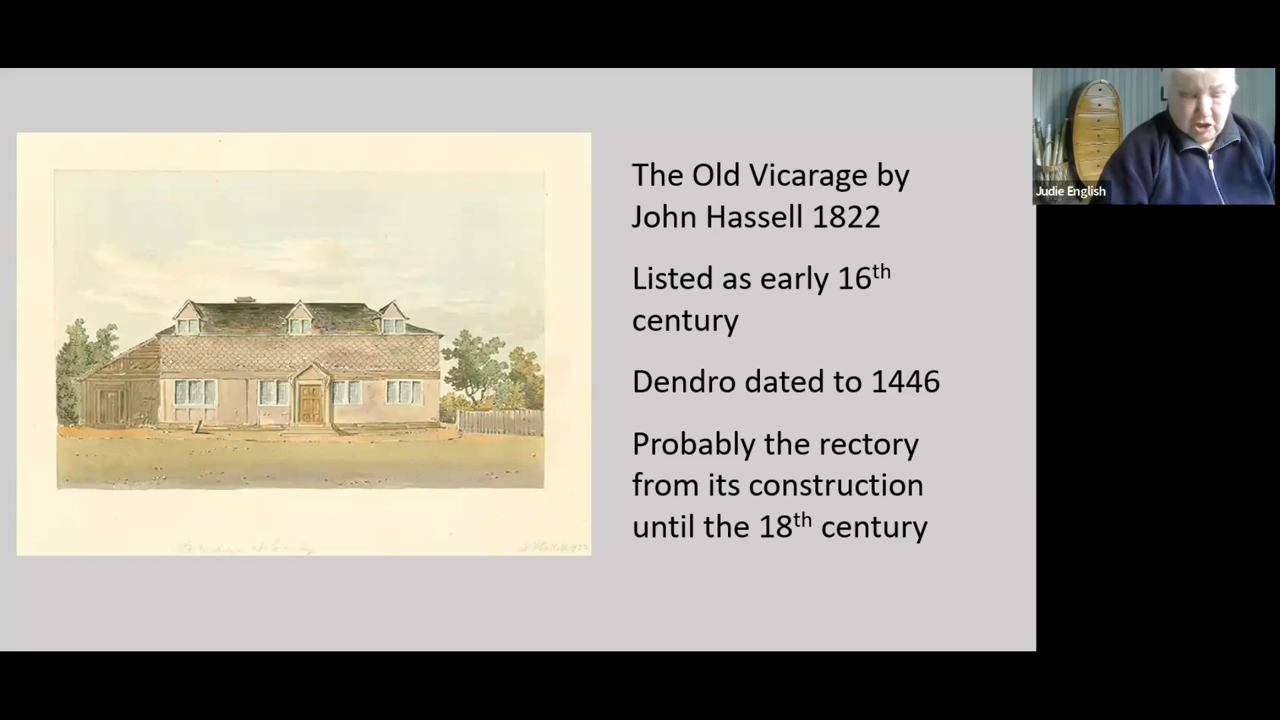 The Old Vicarage by
John Hassell 1822
Listed as early 16th
century
Dendro dated to 1446
Probably the rectory
from its construction
until the 18th century
Judie English